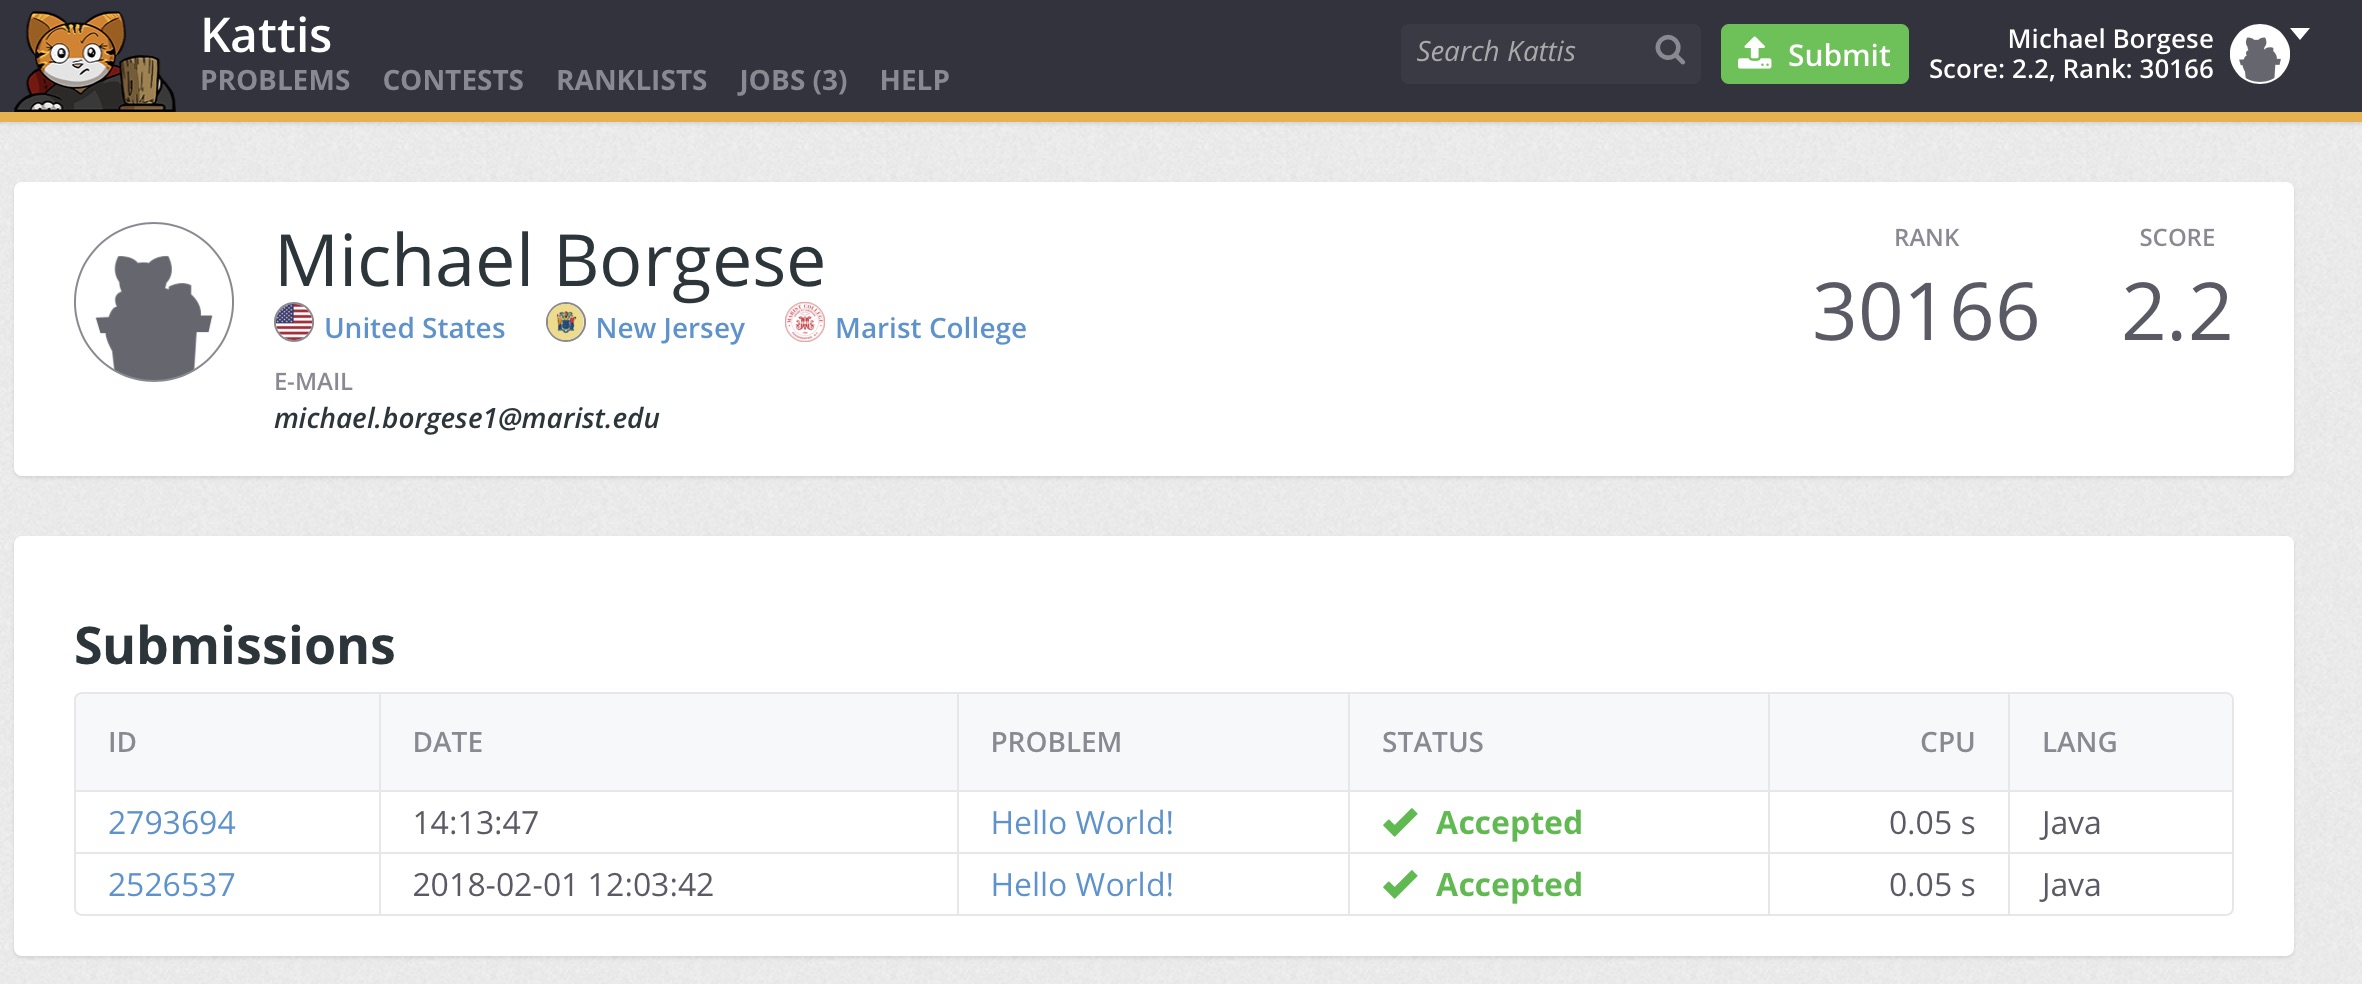 Kattis
PROBLEMS CONTESTS RANKLISTS JOBS (3) HELP
Search Kattis
Submit
Michael Borgese
Score: 2.2, Rank: 30166
Michael Borgese
United States New Jersey Marist College
E-MAIL
michael.borgese1@marist.edu
RANK SCORE
30166 2.2
Submissions
ID DATE PROBLEM STATUS CPU LANG
2793694 14:13:47 Hello World! Accepted 0.05 s Java
2526537 2018-02-01 12:03:42 Hello World! Accepted 0.05 s Java